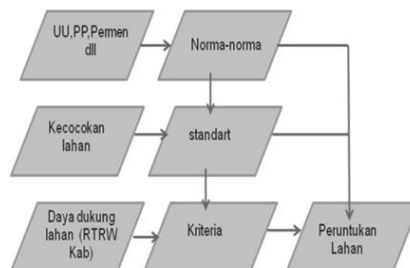 UU,PP,Permen
dll
Norma-norma
Kecocokan
lahan
standart
Daya dukung
lahan (RTRW
Kab)
Kriteria
Peruntukan
Lahan